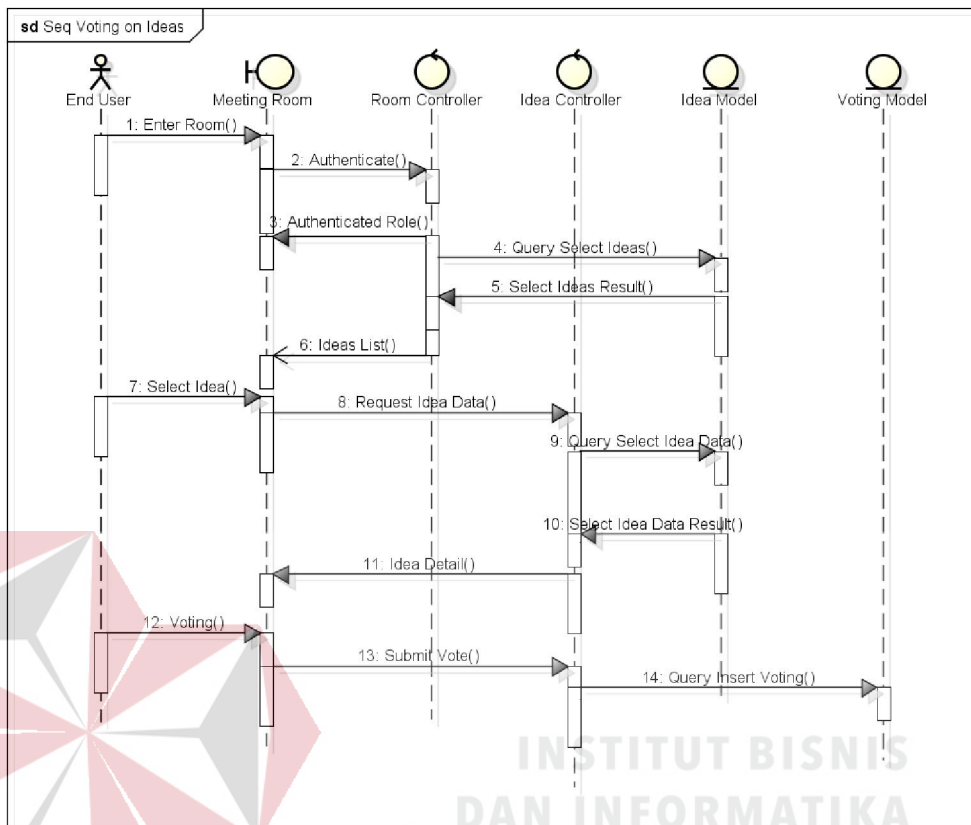 sd Seq Voting on Ideas
End User
Meeting Room
Room Controller
Idea Controller
Idea Model
Voting Model
1: Enter Room()
2: Authenticate()
3: Authenticated Role()
4: Query Select Ideas()
5: Select Ideas Result()
6: Ideas List()
7: Select Idea()
8: Request Idea Data()
9: Query Select Idea Data()
10: Select Idea Data Result()
11: Idea Detail()
12: Voting()
13: Submit Vote()
14: Query Insert Voting()
INSTITUT BISNIS
DAN INFORMATIKA